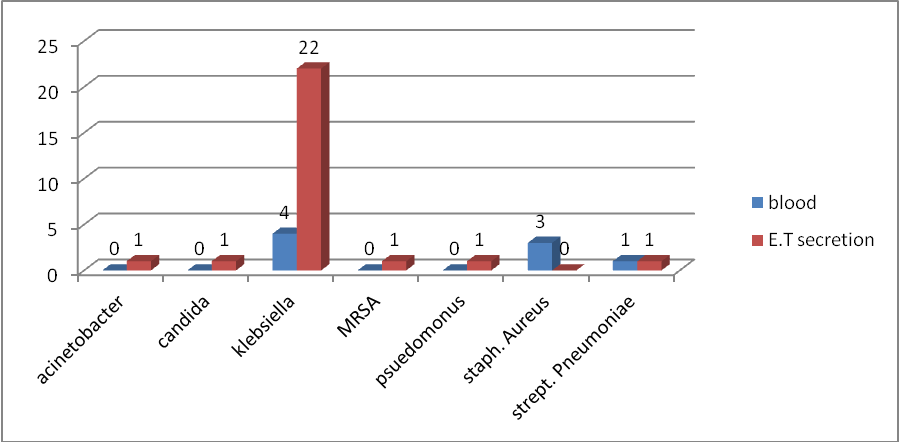 25
20
15
10
5
0
0 1
0 1
4 22
0 1
0 1
3 0
1 1
acinetobacter
candida
klebsiella
MRSA
psuedomonus
staph. Aureus
strept. Pneumoniae
blood
E.T secretion